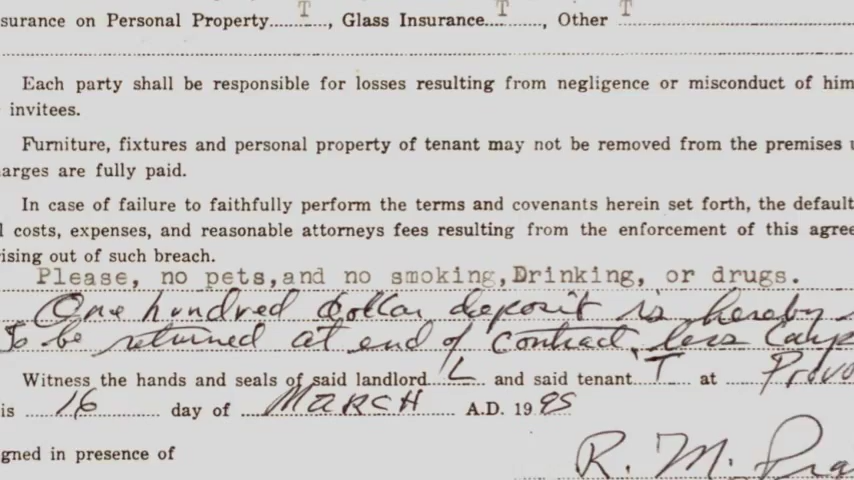 surance on Personal Property....T..., Glass Insurance..T......, Other T
Each party shall be responsible for losses resulting from negligence or misconduct of him
invitees.
Furniture, fixtures and personal property of tenant may not be removed from the premises u
arges are fully paid.
In case of failure to faithfully perform the terms and covenants herein set forth, the default
l costs, expenses, and reasonable attorneys fees resulting from the enforcement of this agree
rising out of such breach.
Please, no pets,and no smoking,Drinking, or drugs.
One hundred dollar deposit is hereby
To be returned at end of contract, less
Witness the hands and seals of said landlord L and said tenant T at Provo
is 16 day of MARCH A.D. 1995
gned in presence of
R. M.